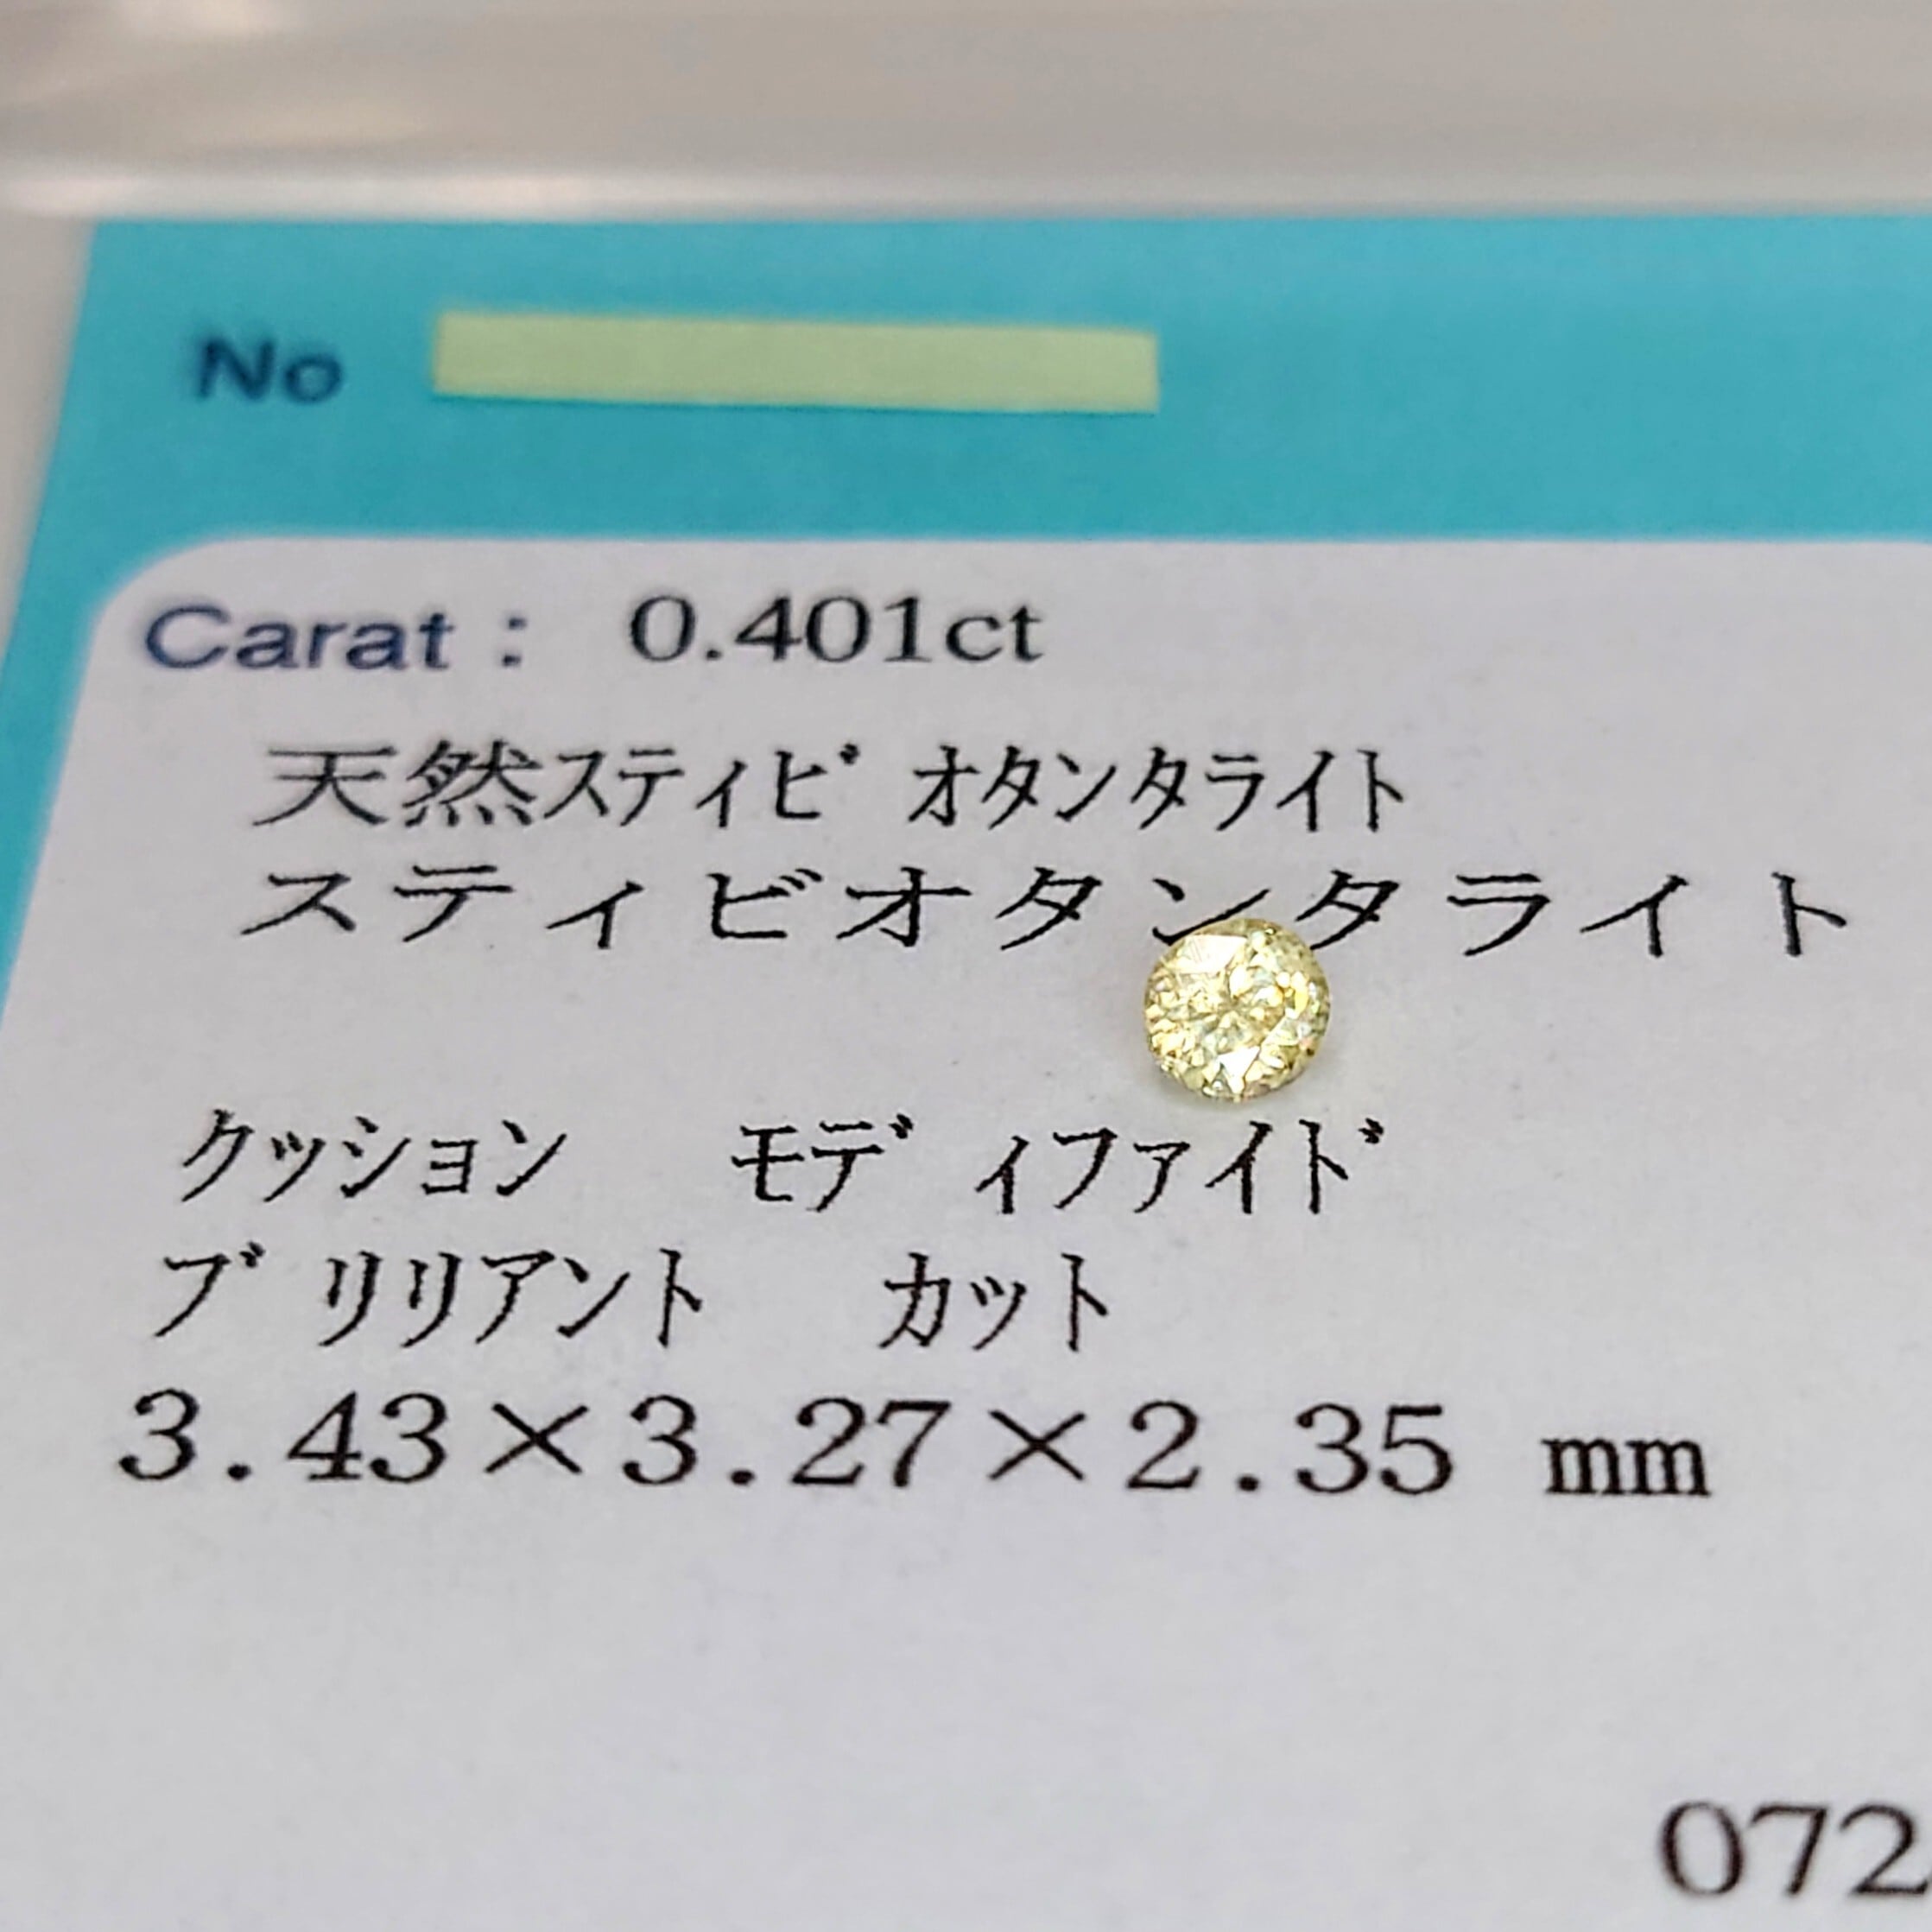 No
Carat : 0.401ct
天然スティビオタンタライト
スティビオタンタライト
クッション モディファイド
ブリリアント カット
3.43×3.27×2.35 mm
072